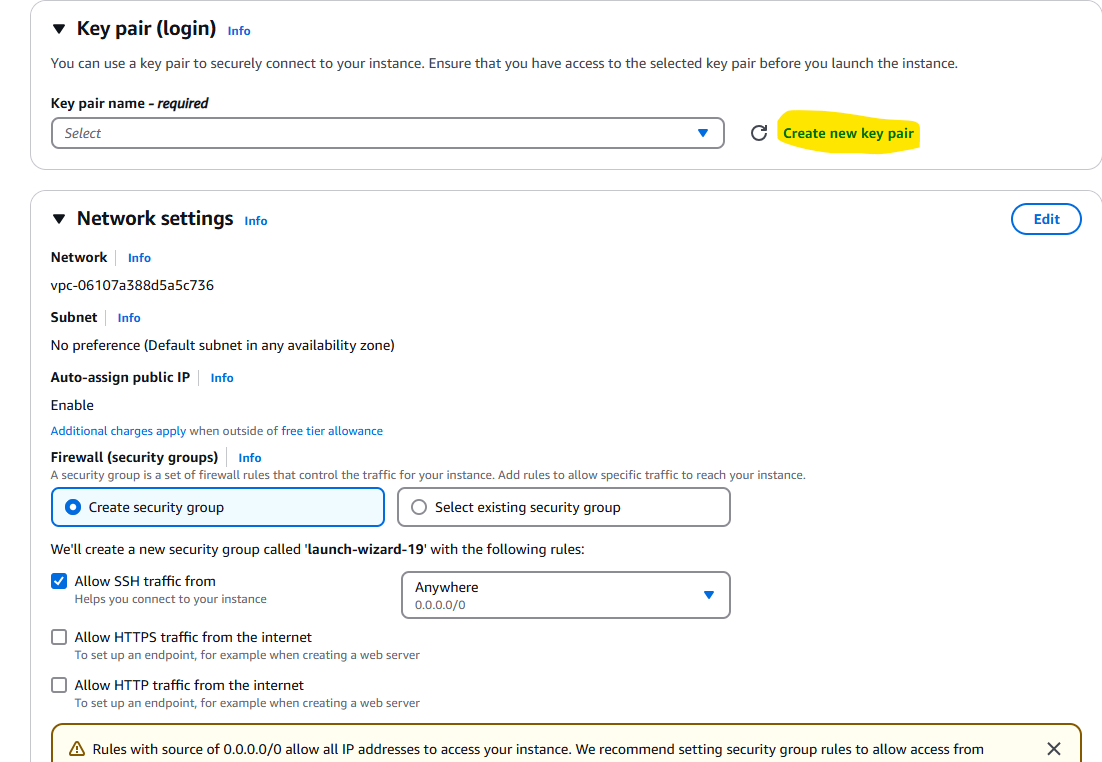 Key pair (login) Info
You can use a key pair to securely connect to your instance. Ensure that you have access to the selected key pair before you launch the instance.
Key pair name - required
Select
Create new key pair
Network settings Info
Edit
Network Info
vpc-06107a388d5a5c736
Subnet Info
No preference (Default subnet in any availability zone)
Auto-assign public IP Info
Enable
Additional charges apply when outside of free tier allowance
Firewall (security groups) Info
A security group is a set of firewall rules that control the traffic for your instance. Add rules to allow specific traffic to reach your instance.
Create security group
Select existing security group
We'll create a new security group called 'launch-wizard-19' with the following rules:
Allow SSH traffic from
Helps you connect to your instance
Anywhere
0.0.0.0/0
Allow HTTPS traffic from the internet
To set up an endpoint, for example when creating a web server
Allow HTTP traffic from the internet
To set up an endpoint, for example when creating a web server
Rules with source of 0.0.0.0/0 allow all IP addresses to access your instance. We recommend setting security group rules to allow access from